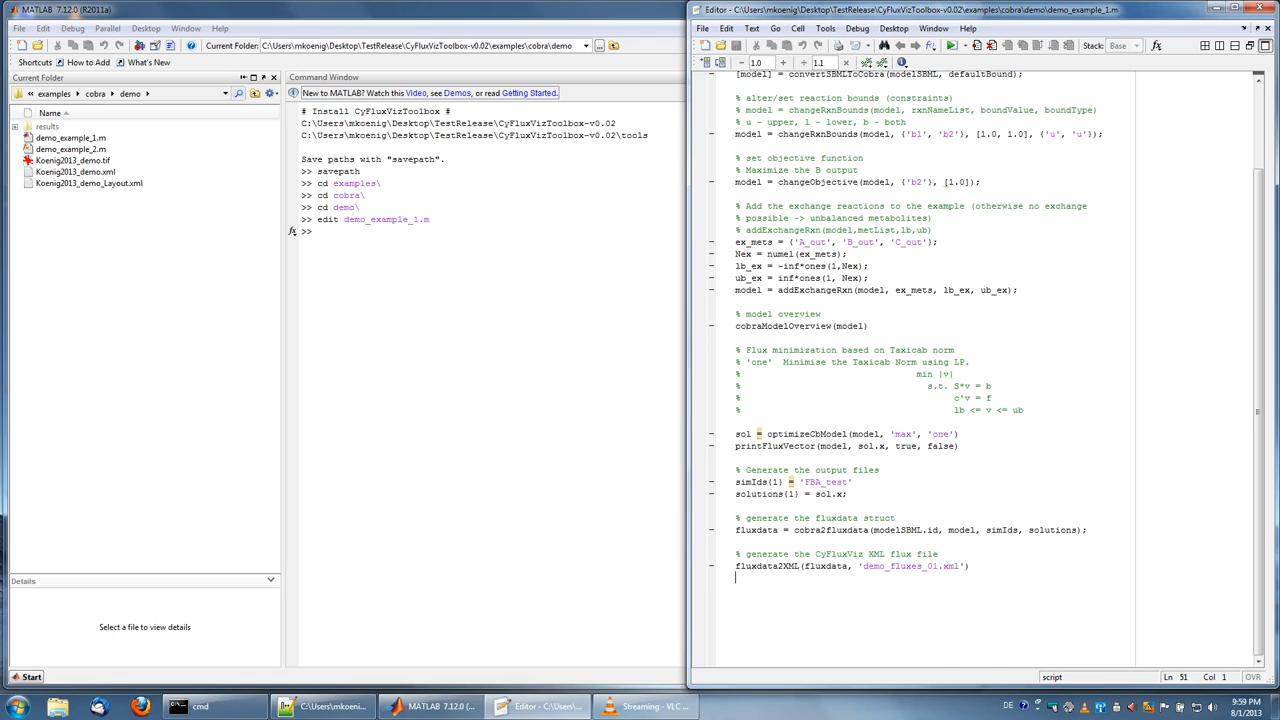 MATLAB 7.12.0 (R2011a)
File Edit Debug Parallel Desktop Window Help
Current Folder: C:\Users\mkoenig\Desktop\TestRelease\CyFluxVizToolbox-v0.02\examples\cobra\demo
Shortcuts How to Add What's New
Current Folder
examples cobra demo
Name
results
demo_example_1.m
demo_example_2.m
Koenig2013_demo.tif
Koenig2013_demo.xml
Koenig2013_demo_Layout.xml
Details
Select a file to view details
Start
Command Window
New to MATLAB? Watch this Video, see Demos, or read Getting Started.
# Install CyFluxVizToolbox #
C:\Users\mkoenig\Desktop\TestRelease\CyFluxVizToolbox-v0.02
C:\Users\mkoenig\Desktop\TestRelease\CyFluxVizToolbox-v0.02\tools
Save paths with "savepath".
>> savepath
>> cd examples\
>> cd cobra\
>> cd demo\
>> edit demo_example_1.m
fx >>
Editor - C:\Users\mkoenig\Desktop\TestRelease\CyFluxVizToolbox-v0.02\examples\cobra\demo\demo_example_1.m
File Edit Text Go Cell Tools Debug Desktop Window Help
Stack: Base fx
− 1.0 + ÷ 1.1 ×
[model] = convertSBMLToCobra(modelSBML, defaultBound);
% alter/set reaction bounds (constraints)
% model = changeRxnBounds(model, rxnNameList, boundValue, boundType)
% u - upper, l - lower, b - both
model = changeRxnBounds(model, {'b1', 'b2'}, [1.0, 1.0], {'u', 'u'});
% set objective function
% Maximize the B output
model = changeObjective(model, {'b2'}, [1.0]);
% Add the exchange reactions to the example (otherwise no exchange
% possible -> unbalanced metabolites)
% addExchangeRxn(model,metList,lb,ub)
ex_mets = {'A_out', 'B_out', 'C_out'};
Nex = numel(ex_mets);
lb_ex = -inf*ones(1,Nex);
ub_ex = inf*ones(1, Nex);
model = addExchangeRxn(model, ex_mets, lb_ex, ub_ex);
% model overview
cobraModelOverview(model)
% Flux minimization based on Taxicab norm
% 'one' Minimise the Taxicab Norm using LP.
% min |v|
% s.t. S*v = b
% c'v = f
% lb <= v <= ub
sol = optimizeCbModel(model, 'max', 'one')
printFluxVector(model, sol.x, true, false)
% Generate the output files
simIds{1} = 'FBA_test'
solutions{1} = sol.x;
% generate the fluxdata struct
fluxdata = cobra2fluxdata(modelSBML.id, model, simIds, solutions);
% generate the CyFluxViz XML flux file
fluxdata2XML(fluxdata, 'demo_fluxes_01.xml')
script Ln 51 Col 1 OVR
cmd C:\Users\mkoeni... MATLAB 7.12.0 (... Editor - C:\Users\... Streaming - VLC ... DE 9:59 PM
8/1/2013